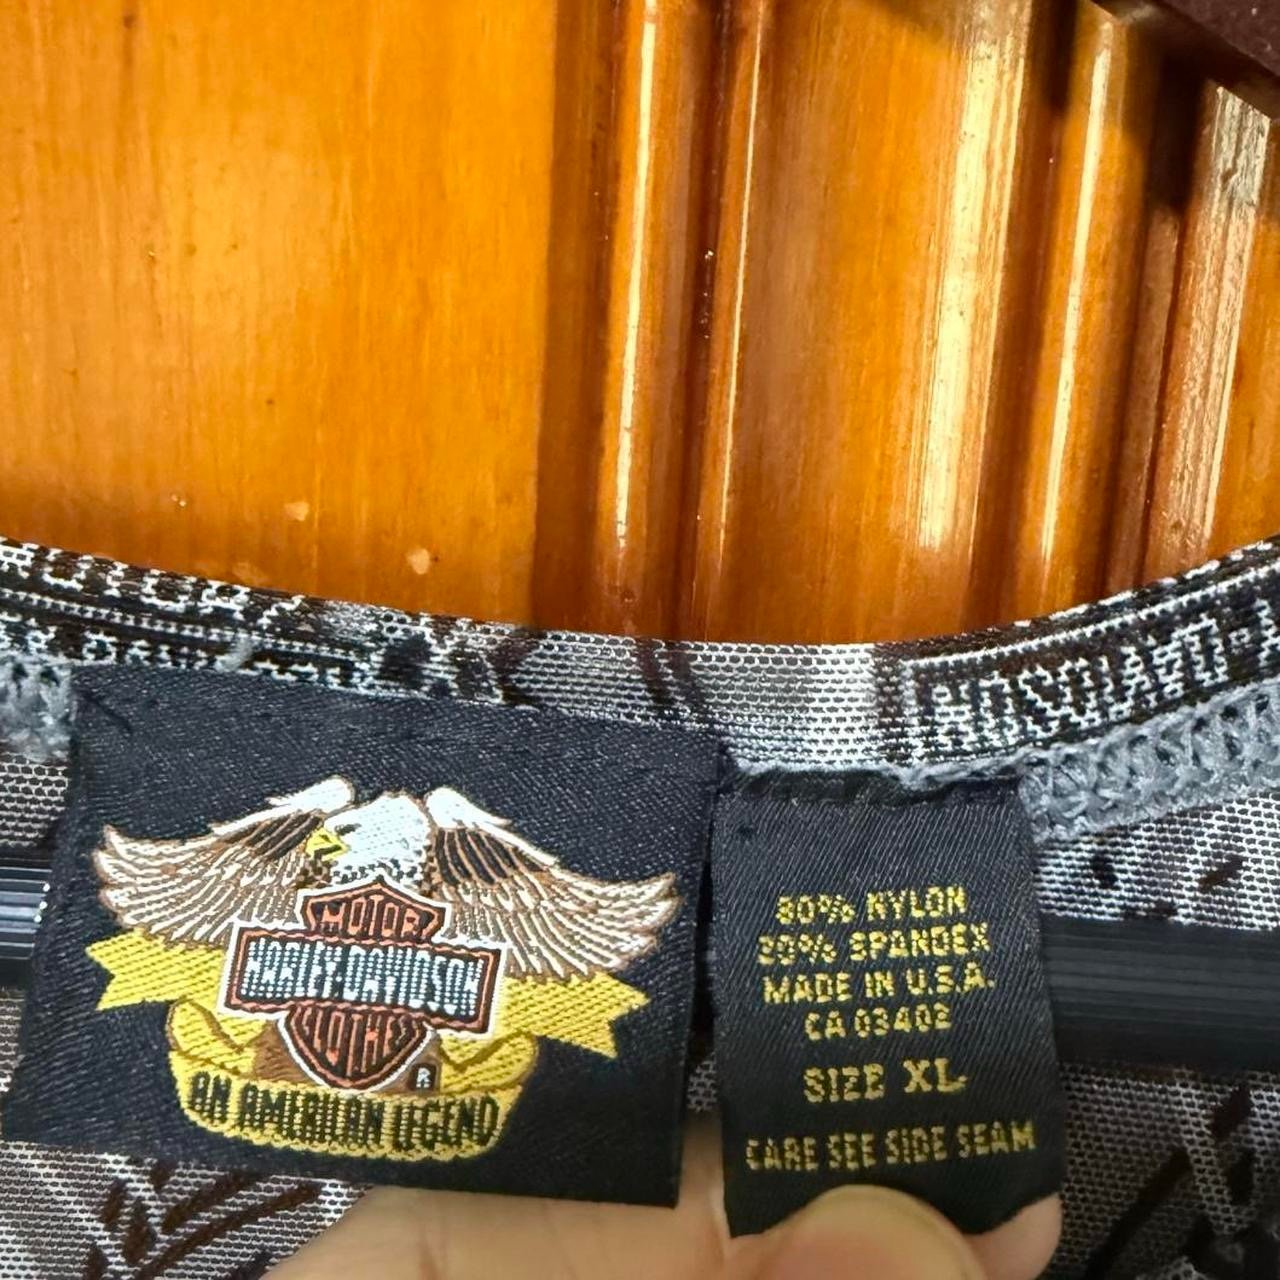 MOTOR
HARLEY-DAVIDSON
CLOTHES
®
AN AMERICAN LEGEND
80% NYLON
20% SPANDEX
MADE IN U.S.A.
CA 03402
SIZE XL
CARE SEE SIDE SEAM